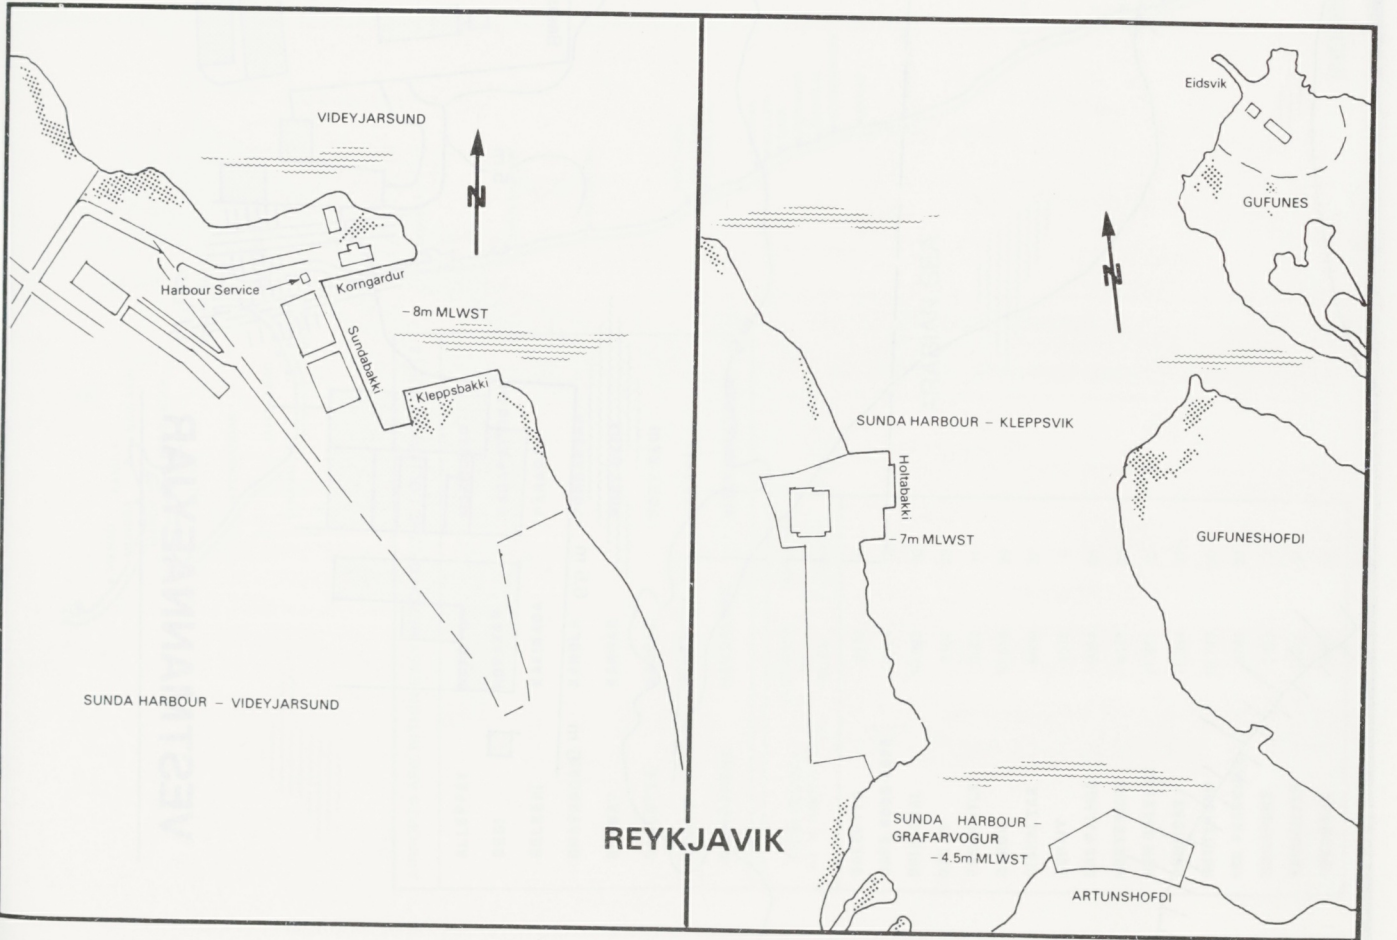 VIDEYJARSUND
N
Harbour Service
Korngardur
– 8m MLWST
Sundabakki
Kleppsbakki
SUNDA HARBOUR – VIDEYJARSUND
Eidsvik
GUFUNES
N
SUNDA HARBOUR – KLEPPSVIK
Holtabakki
– 7m MLWST
GUFUNESHOFDI
SUNDA HARBOUR –
GRAFARVOGUR
– 4.5m MLWST
ARTUNSHOFDI
REYKJAVIK
VESTMANNAEYJAR